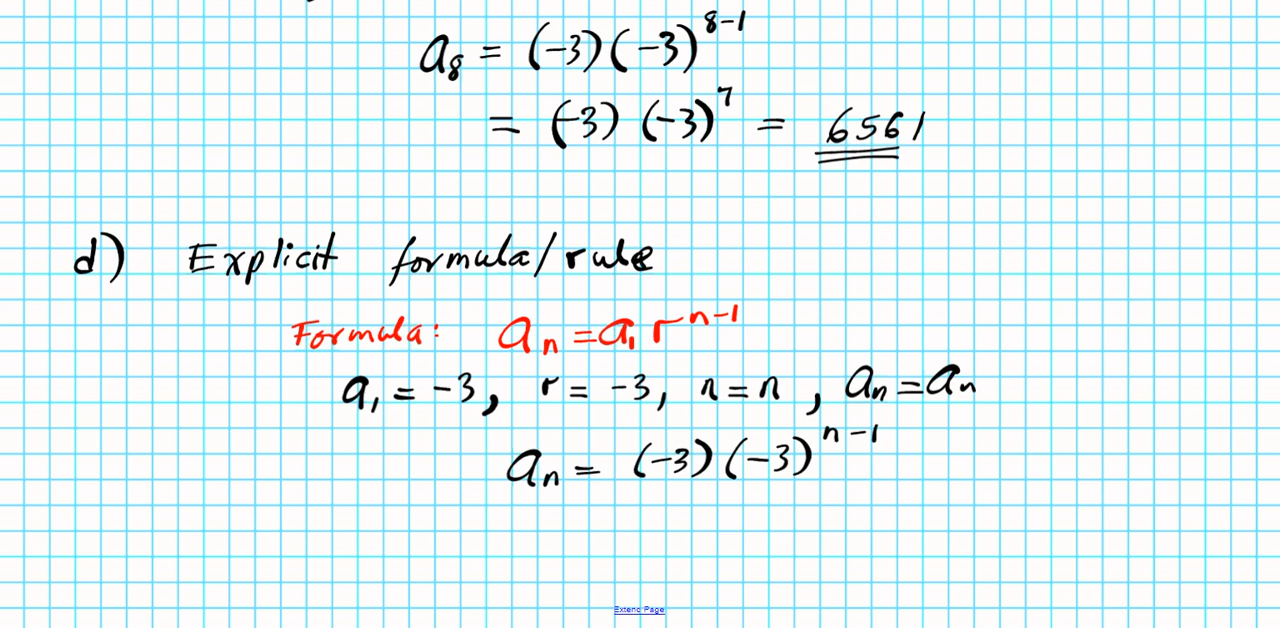 a₈ = (-3)(-3)⁸⁻¹
= (-3) (-3)⁷ = 6561
d) Explicit formula/rule
Formula: aₙ = a₁ rⁿ⁻¹
a₁ = -3, r = -3, n = n, aₙ = aₙ
aₙ = (-3)(-3)ⁿ⁻¹
Extend Page